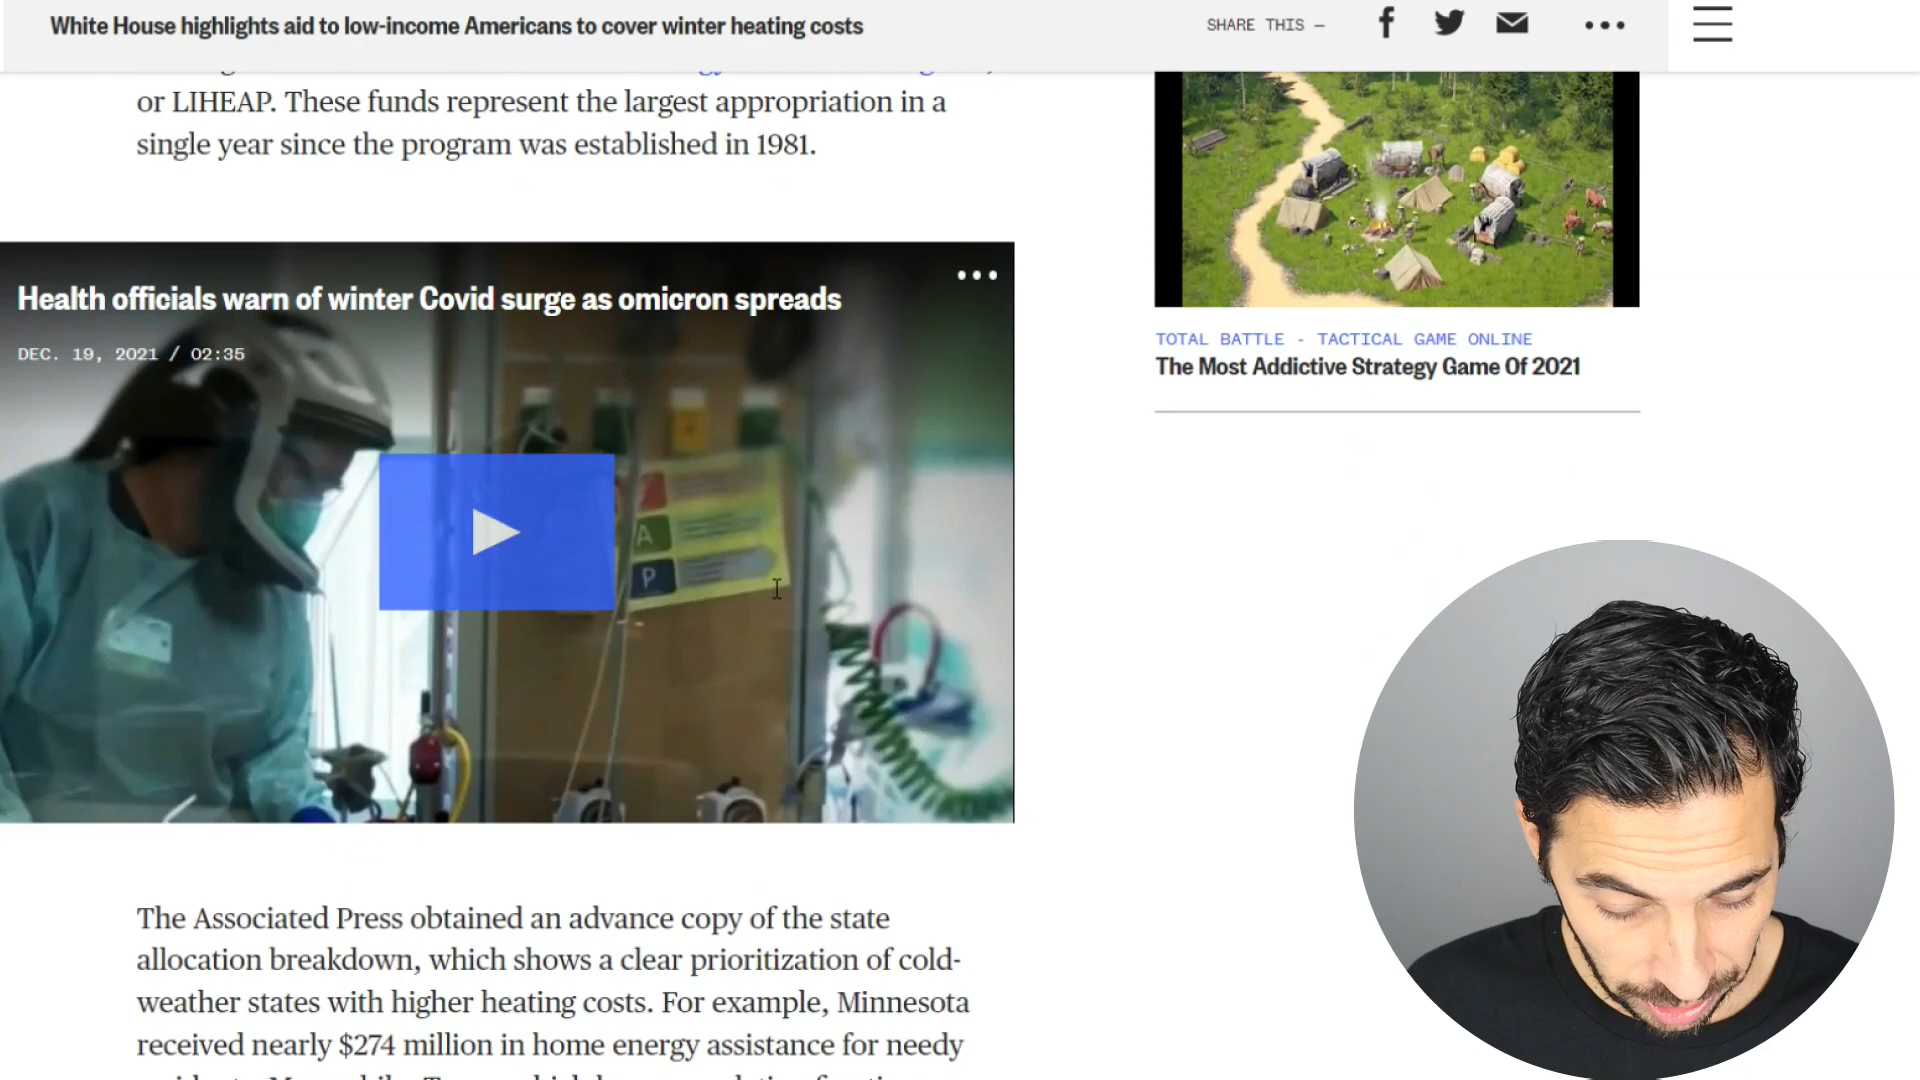 White House highlights aid to low-income Americans to cover winter heating costs
SHARE THIS —
or LIHEAP. These funds represent the largest appropriation in a
single year since the program was established in 1981.
Health officials warn of winter Covid surge as omicron spreads
DEC. 19, 2021 / 02:35
A
P
TOTAL BATTLE - TACTICAL GAME ONLINE
The Most Addictive Strategy Game Of 2021
The Associated Press obtained an advance copy of the state
allocation breakdown, which shows a clear prioritization of cold-
weather states with higher heating costs. For example, Minnesota
received nearly $274 million in home energy assistance for needy